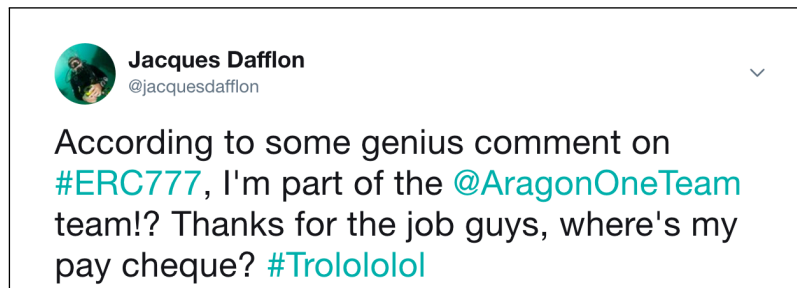 Jacques Dafflon
@jacquesdafflon
According to some genius comment on
#ERC777, I'm part of the @AragonOneTeam
team!? Thanks for the job guys, where's my
pay cheque? #Trolololol